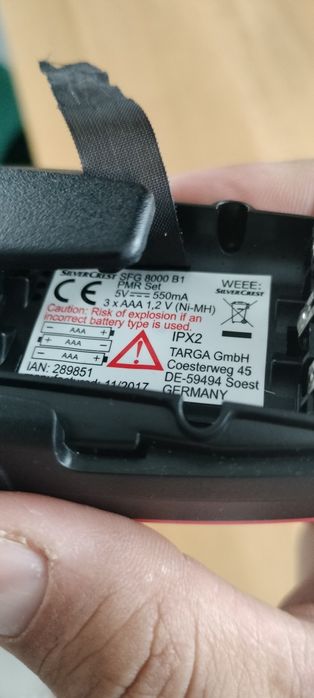 SILVERCREST SFG 8000 B1
PMR Set
5V⎓ 550mA
3 x AAA 1,2 V (Ni-MH)
WEEE:
SILVERCREST
CE
Caution: Risk of explosion if an
incorrect battery type is used.
AAA
+ AAA
AAA
IPX2
TARGA GmbH
Coesterweg 45
DE-59494 Soest
GERMANY
IAN: 289851
11/2017